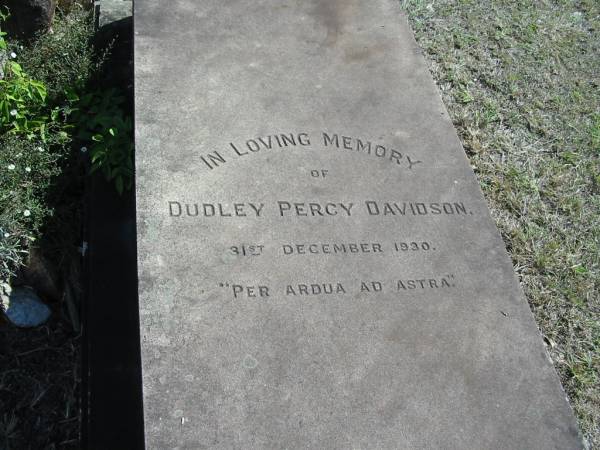 IN LOVING MEMORY
OF
DUDLEY PERCY DAVIDSON.
31ST DECEMBER 1930.
"PER ARDUA AD ASTRA".